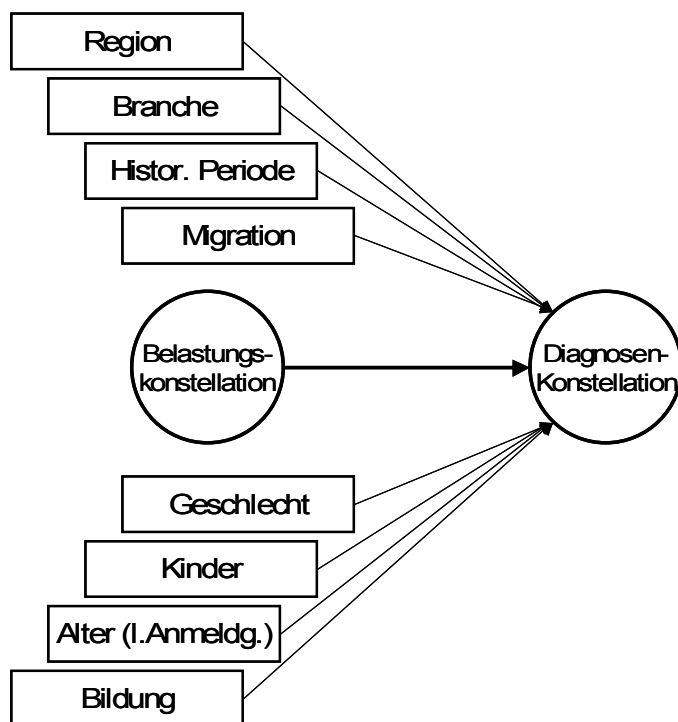 Region
Branche
Histor. Periode
Migration
Belastungs-
konstellation
Diagnosen-
Konstellation
Geschlecht
Kinder
Alter (l.Anmeldg.)
Bildung